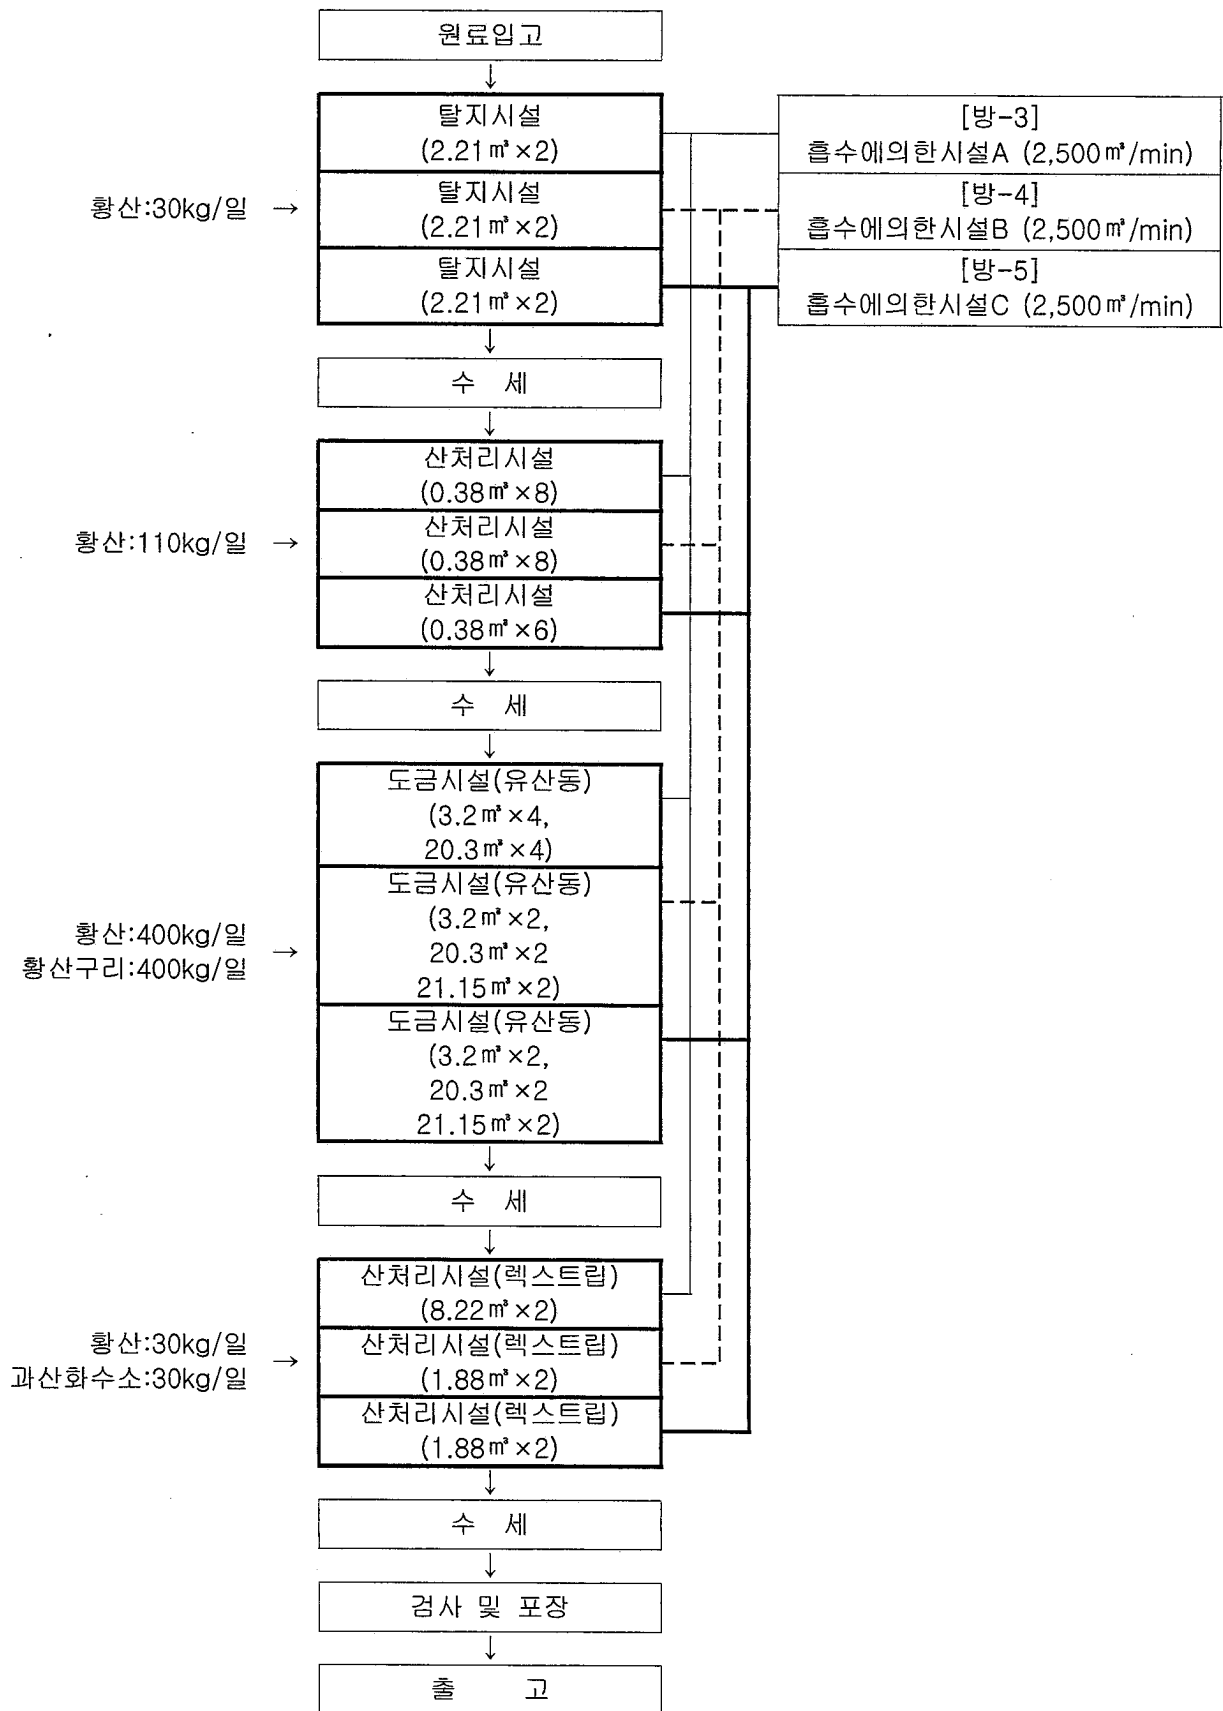 원료입고
↓
탈지시설
(2.21㎥×2)
황산:30kg/일 →
탈지시설
(2.21㎥×2)
탈지시설
(2.21㎥×2)
[방-3]
흡수에의한시설A (2,500㎥/min)
[방-4]
흡수에의한시설B (2,500㎥/min)
[방-5]
흡수에의한시설C (2,500㎥/min)
↓
수 세
↓
산처리시설
(0.38㎥×8)
황산:110kg/일 →
산처리시설
(0.38㎥×8)
산처리시설
(0.38㎥×6)
↓
수 세
↓
도금시설(유산동)
(3.2㎥×4,
20.3㎥×4)
황산:400kg/일
황산구리:400kg/일 →
도금시설(유산동)
(3.2㎥×2,
20.3㎥×2
21.15㎥×2)
도금시설(유산동)
(3.2㎥×2,
20.3㎥×2
21.15㎥×2)
↓
수 세
↓
산처리시설(렉스트립)
(8.22㎥×2)
황산:30kg/일
과산화수소:30kg/일 →
산처리시설(렉스트립)
(1.88㎥×2)
산처리시설(렉스트립)
(1.88㎥×2)
↓
수 세
↓
검사 및 포장
↓
출 고